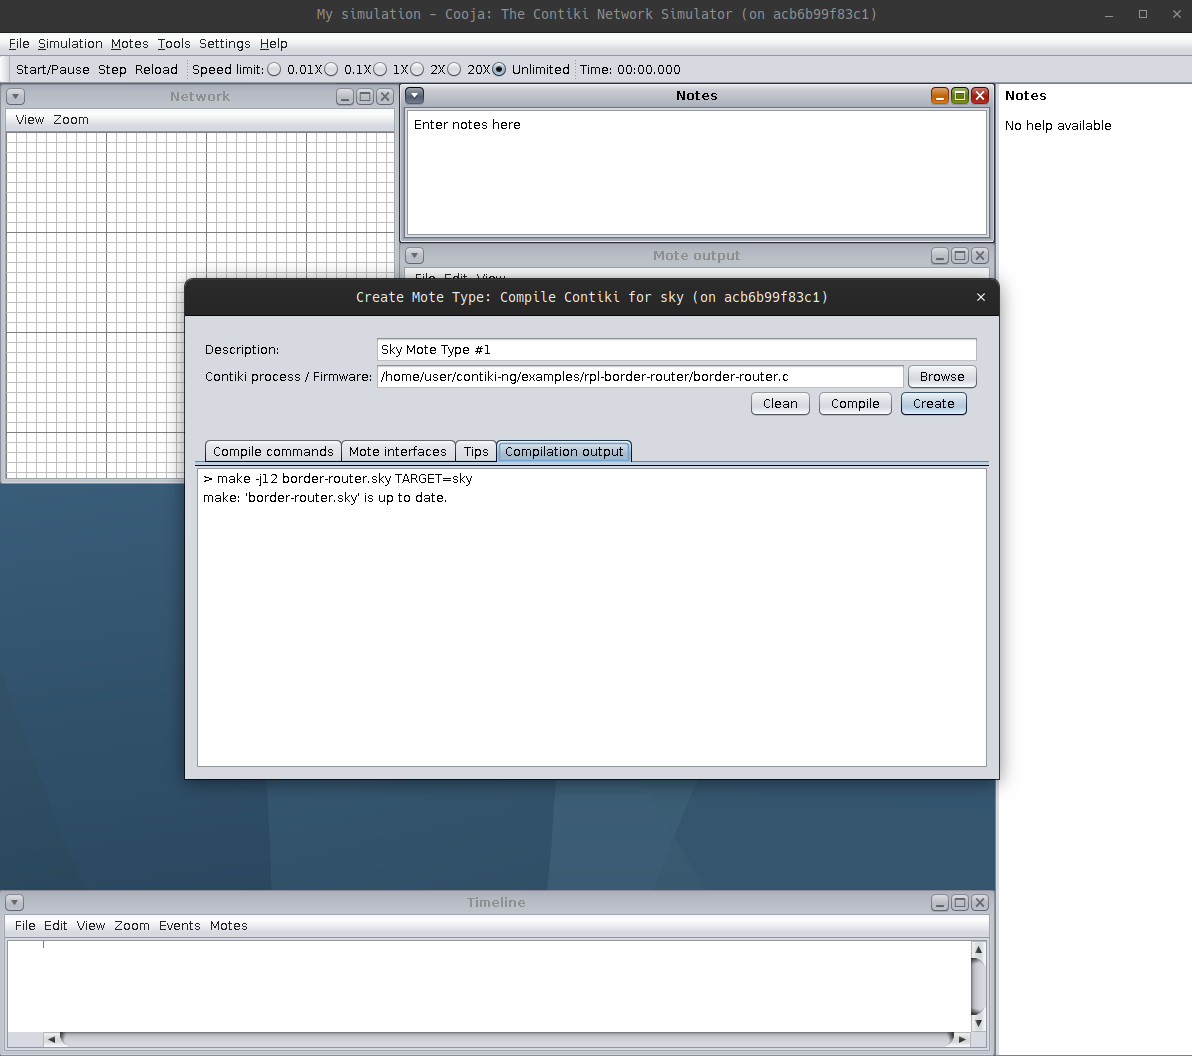 My simulation - Cooja: The Contiki Network Simulator (on acb6b99f83c1)
File Simulation Motes Tools Settings Help
Start/Pause Step Reload Speed limit: 0.01X 0.1X 1X 2X 20X Unlimited Time: 00:00.000
Network
View Zoom
Notes
Enter notes here
Notes
No help available
Mote output
File Edit View
Create Mote Type: Compile Contiki for sky (on acb6b99f83c1)
Description: Sky Mote Type #1
Contiki process / Firmware: /home/user/contiki-ng/examples/rpl-border-router/border-router.c Browse
Clean Compile Create
Compile commands Mote interfaces Tips Compilation output
> make -j12 border-router.sky TARGET=sky
make: 'border-router.sky' is up to date.
Timeline
File Edit View Zoom Events Motes